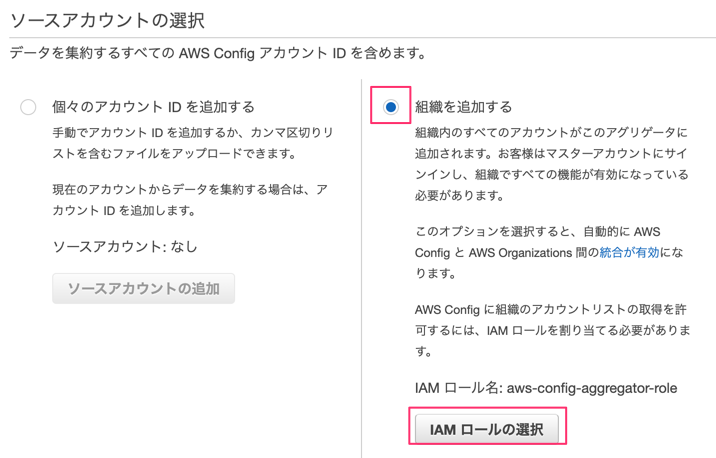 ソースアカウントの選択
データを集約するすべての AWS Config アカウント ID を含めます。
個々のアカウント ID を追加する
手動でアカウント ID を追加するか、カンマ区切りリ
ストを含むファイルをアップロードできます。
現在のアカウントからデータを集約する場合は、ア
カウント ID を追加します。
ソースアカウント: なし
ソースアカウントの追加
組織を追加する
組織内のすべてのアカウントがこのアグリゲータに
追加されます。お客様はマスターアカウントにサイ
ンインし、組織ですべての機能が有効になっている
必要があります。
このオプションを選択すると、自動的に AWS
Config と AWS Organizations 間の統合が有効にな
ります。
AWS Config に組織のアカウントリストの取得を許
可するには、IAM ロールを割り当てる必要がありま
す。
IAM ロール名: aws-config-aggregator-role
IAM ロールの選択